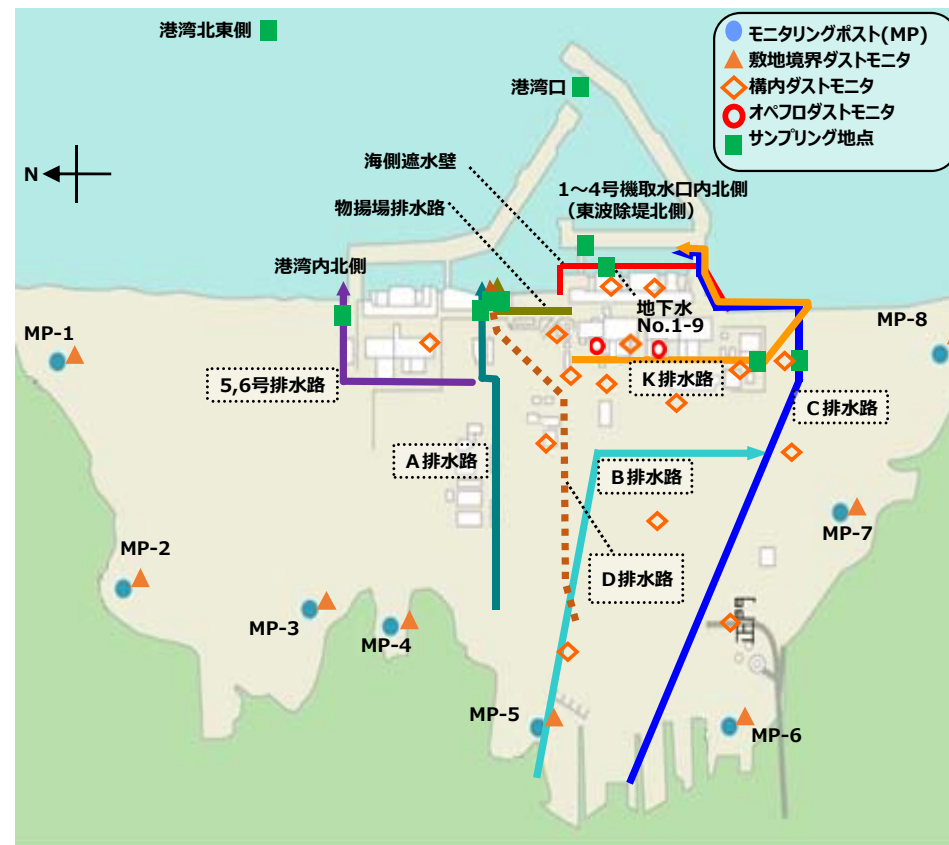 港湾北東側
モニタリングポスト(MP)
敷地境界ダストモニタ
構内ダストモニタ
オペフロダストモニタ
サンプリング地点
港湾口
N
海側遮水壁
1～4号機取水口内北側
（東波除堤北側）
物揚場排水路
港湾内北側
地下水
No.1-9
MP-1
MP-8
5,6号排水路
K排水路
C排水路
A排水路
B排水路
MP-7
MP-2
D排水路
MP-3
MP-4
MP-5
MP-6